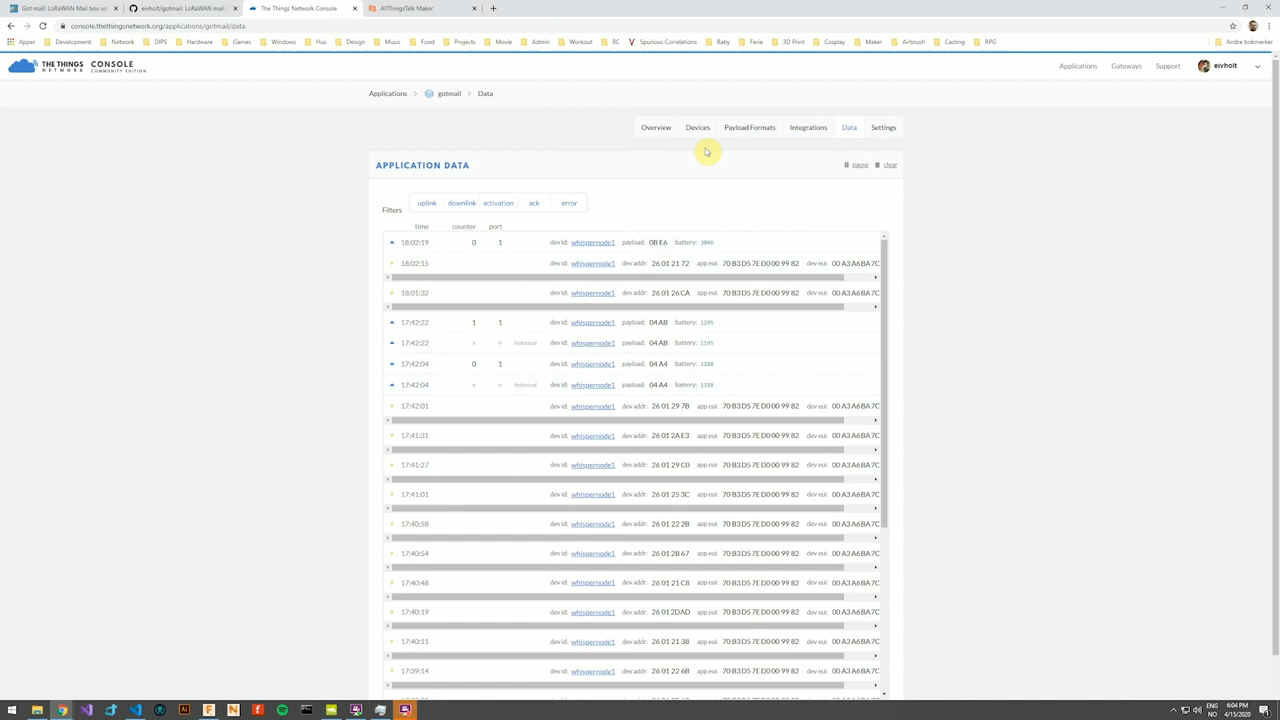 Got mail: LoRaWAN Mail box sen
eivholt/gotmail: LoRaWAN mail b
The Things Network Console
AllThingsTalk Maker
console.thethingsnetwork.org/applications/gotmail/data
Apper Development Network DIPS Hardware Games Windows Hus Design Music Food Projects Movie Admin Workout RC Spurious Correlations Baby Ferie 3D Print Cosplay Maker Airbrush Casting RPG Andre bokmerker
THE THINGS NETWORK CONSOLE COMMUNITY EDITION
Applications Gateways Support eivholt
Applications gotmail Data
Overview Devices Payload Formats Integrations Data Settings
APPLICATION DATA pause clear
Filters uplink downlink activation ack error
time counter port
18:02:19 0 1 dev id: whispernode1 payload: 0B E6 battery: 3046
18:02:15 dev id: whispernode1 dev addr: 26 01 21 72 app eui: 70 B3 D5 7E D0 00 99 82 dev eui: 00 A3 A6 BA 7C
18:01:32 dev id: whispernode1 dev addr: 26 01 26 CA app eui: 70 B3 D5 7E D0 00 99 82 dev eui: 00 A3 A6 BA 7C
17:42:22 1 1 dev id: whispernode1 payload: 04 AB battery: 1195
17:42:22 × × historical dev id: whispernode1 payload: 04 AB battery: 1195
17:42:04 0 1 dev id: whispernode1 payload: 04 A4 battery: 1188
17:42:04 × × historical dev id: whispernode1 payload: 04 A4 battery: 1188
17:42:01 dev id: whispernode1 dev addr: 26 01 29 7B app eui: 70 B3 D5 7E D0 00 99 82 dev eui: 00 A3 A6 BA 7C
17:41:31 dev id: whispernode1 dev addr: 26 01 2A E3 app eui: 70 B3 D5 7E D0 00 99 82 dev eui: 00 A3 A6 BA 7C
17:41:27 dev id: whispernode1 dev addr: 26 01 29 C0 app eui: 70 B3 D5 7E D0 00 99 82 dev eui: 00 A3 A6 BA 7C
17:41:01 dev id: whispernode1 dev addr: 26 01 25 3C app eui: 70 B3 D5 7E D0 00 99 82 dev eui: 00 A3 A6 BA 7C
17:40:58 dev id: whispernode1 dev addr: 26 01 22 2B app eui: 70 B3 D5 7E D0 00 99 82 dev eui: 00 A3 A6 BA 7C
17:40:54 dev id: whispernode1 dev addr: 26 01 2B 67 app eui: 70 B3 D5 7E D0 00 99 82 dev eui: 00 A3 A6 BA 7C
17:40:48 dev id: whispernode1 dev addr: 26 01 21 C8 app eui: 70 B3 D5 7E D0 00 99 82 dev eui: 00 A3 A6 BA 7C
17:40:19 dev id: whispernode1 dev addr: 26 01 2D AD app eui: 70 B3 D5 7E D0 00 99 82 dev eui: 00 A3 A6 BA 7C
17:40:11 dev id: whispernode1 dev addr: 26 01 21 38 app eui: 70 B3 D5 7E D0 00 99 82 dev eui: 00 A3 A6 BA 7C
17:39:14 dev id: whispernode1 dev addr: 26 01 22 6B app eui: 70 B3 D5 7E D0 00 99 82 dev eui: 00 A3 A6 BA 7C
ENG 6:04 PM
NO 4/15/2020